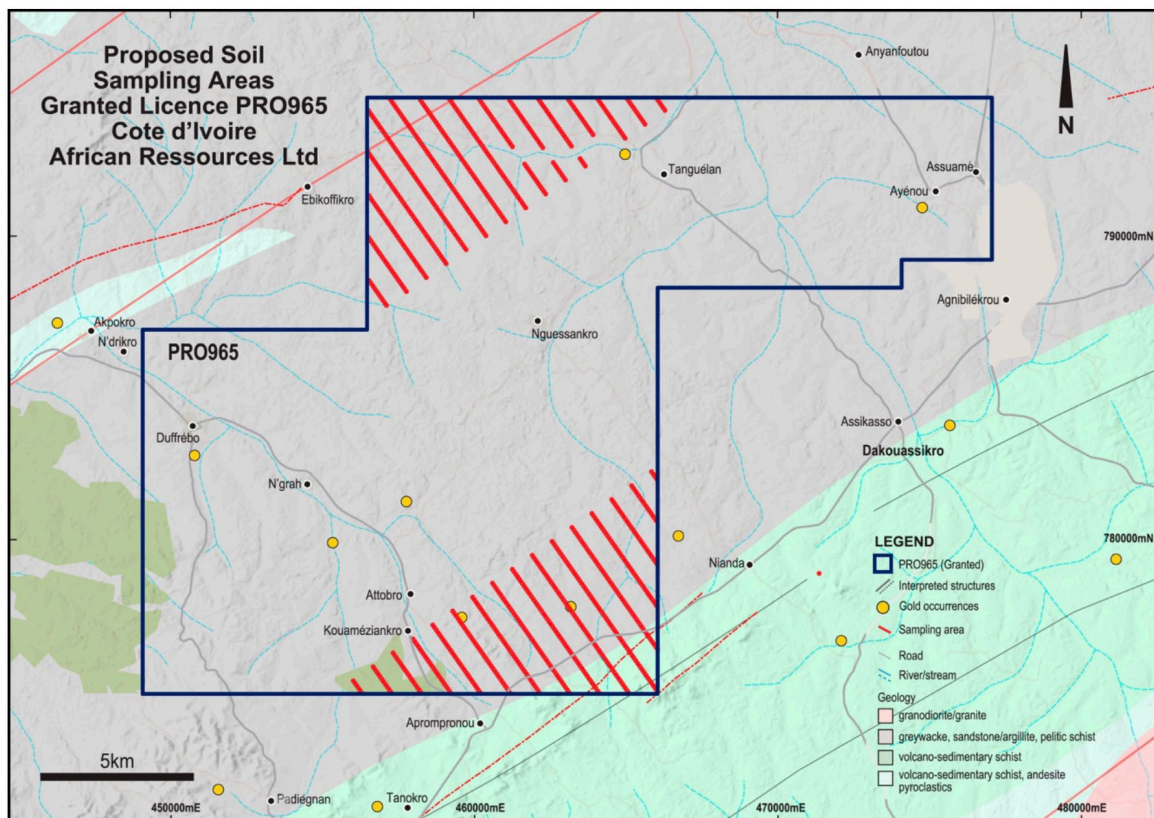 Proposed Soil
Sampling Areas
Granted Licence PRO965
Cote d'Ivoire
African Ressources Ltd
Anyanfoutou
N
Assuamé
Tanguélan
Ayénou
Ebikoffikro
790000mN
Agnibilékrou
Akpokro
Nguessankro
N'drikro
PRO965
Assikasso
Duffrébo
Dakouassikro
N'grah
780000mN
Nianda
Attobro
Kouaméziankro
Aprompronou
LEGEND
PRO965 (Granted)
Interpreted structures
Gold occurrences
Sampling area
Road
River/stream
Geology
granodiorite/granite
greywacke, sandstone/argillite, pelitic schist
volcano-sedimentary schist
volcano-sedimentary schist, andesite
pyroclastics
5km
Padiégnan
Tanokro
450000mE
460000mE
470000mE
480000mE